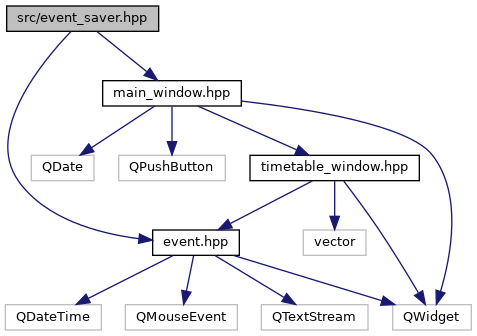 src/event_saver.hpp
main_window.hpp
QDate
QPushButton
timetable_window.hpp
event.hpp
vector
QDateTime
QMouseEvent
QTextStream
QWidget